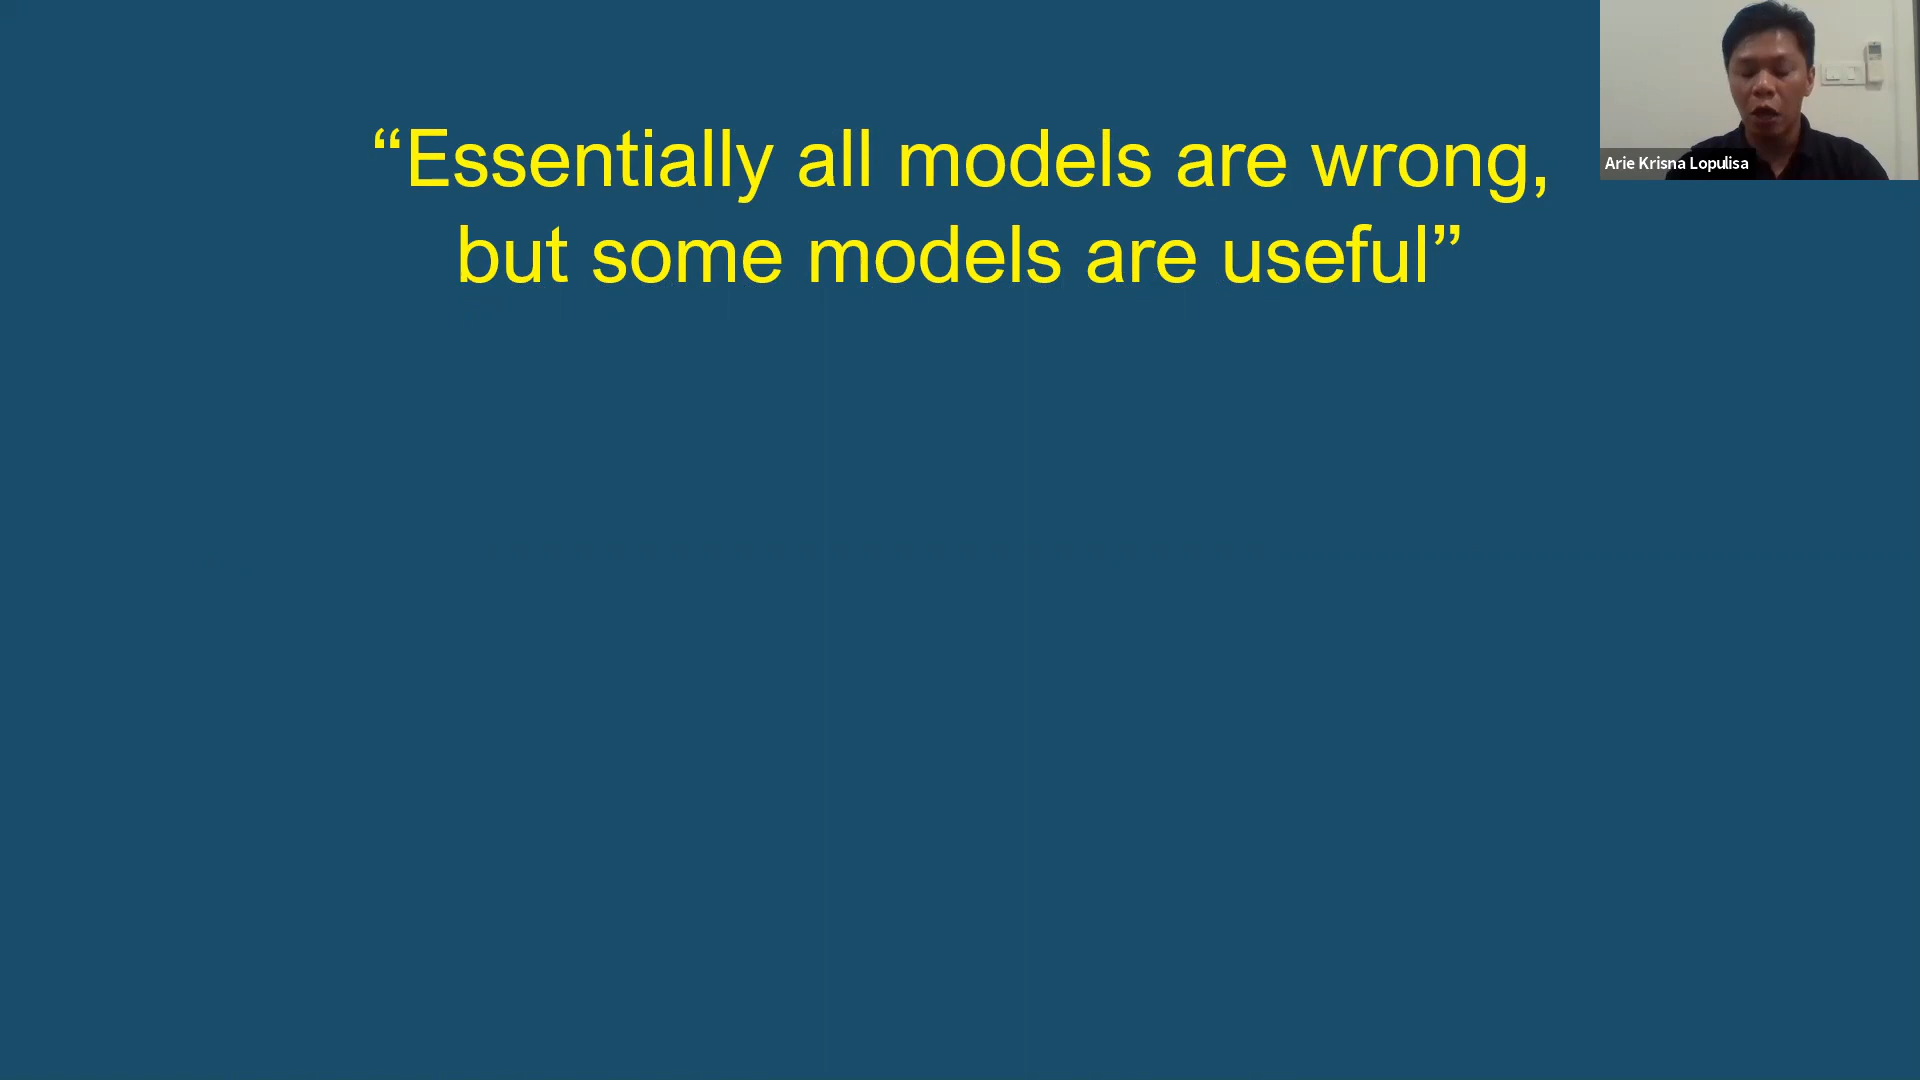 “Essentially all models are wrong,
but some models are useful”
Arie Krisna Lopulisa